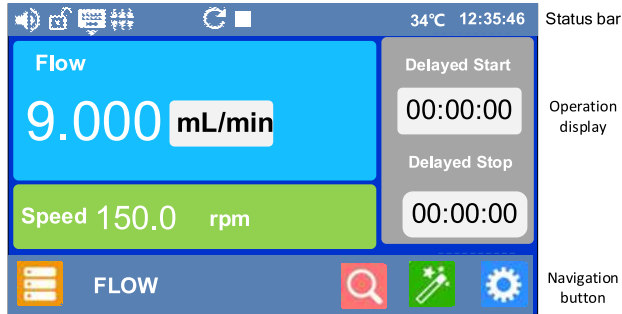 34℃ 12:35:46 Status bar
Flow
9.000 mL/min
Delayed Start
00:00:00
Operation
display
Delayed Stop
00:00:00
Speed 150.0 rpm
FLOW
Navigation
button